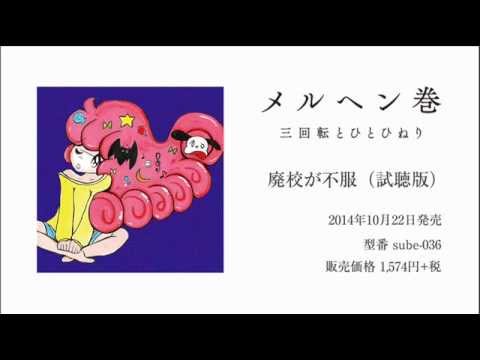 メルヘン巻
三回転とひとひねり
廃校が不服（試聴版）
2014年10月22日発売
型番 sube-036
販売価格 1,574円+税